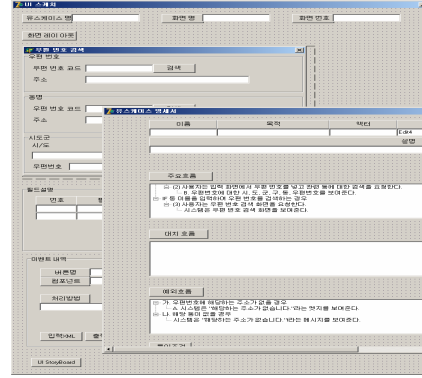 UI 스케치
유스케이스 명
화면 명
화면 번호
화면 레이 아웃
우편 번호 검색
우편 번호
우편 번호 코드
검색
주소
동명
우편 번호 코드
주소
시도군
시/도
우편번호
필드설명
번호
이벤트 내역
버튼명
컴포넌트
처리방법
입력XML
UI StoryBoard
유스케이스 명세서
이름
목적
액터
Edit4
설명
주요흐름
(2) 사용자는 입력 화면에서 우편 번호를 넣고 관련 동에 대한 검색을 요청한다.
B. 우편번호에 대한 시, 도, 군, 구, 동, 우편번호를 보여준다.
IF 동 이름을 입력하여 우편 번호를 검색하는 경우
(3) 사용자는 우편 번호 검색 화면을 요청한다.
시스템은 우편 번호 검색 화면을 보여준다.
대치 흐름
예외흐름
가. 우편번호에 해당하는 주소가 없을 경우
A. 시스템은 "해당하는 주소가 없습니다."라는 메시지를 보여준다.
나. 해당 동이 없을 경우
시스템은 "해당하는 주소가 없습니다."라는 메시지를 보여준다.